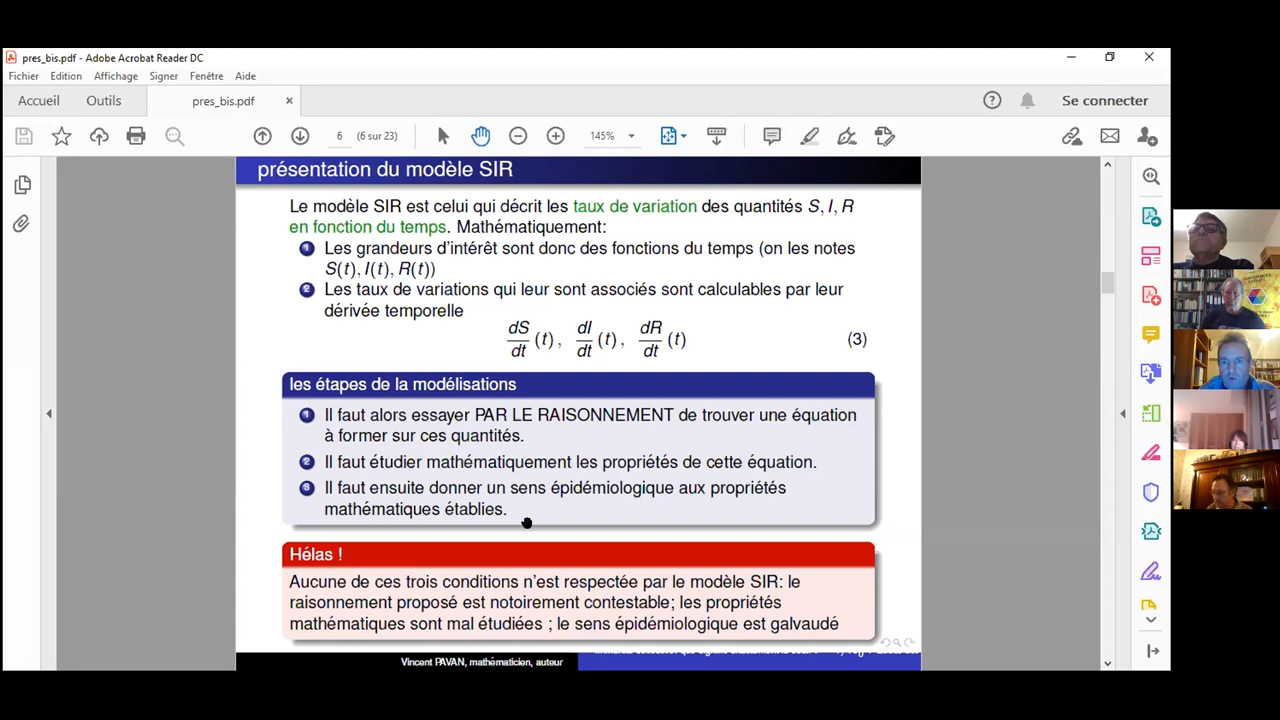 pres_bis.pdf - Adobe Acrobat Reader DC
Fichier Edition Affichage Signer Fenêtre Aide
Accueil Outils pres_bis.pdf × Se connecter
6 (6 sur 23) 145%
présentation du modèle SIR
Le modèle SIR est celui qui décrit les taux de variation des quantités S, I, R
en fonction du temps. Mathématiquement:
1 Les grandeurs d'intérêt sont donc des fonctions du temps (on les notes
S(t), I(t), R(t))
2 Les taux de variations qui leur sont associés sont calculables par leur
dérivée temporelle
dS/dt (t), dI/dt (t), dR/dt (t) (3)
les étapes de la modélisations
1 Il faut alors essayer PAR LE RAISONNEMENT de trouver une équation
à former sur ces quantités.
2 Il faut étudier mathématiquement les propriétés de cette équation.
3 Il faut ensuite donner un sens épidémiologique aux propriétés
mathématiques établies.
Hélas !
Aucune de ces trois conditions n'est respectée par le modèle SIR: le
raisonnement proposé est notoirement contestable; les propriétés
mathématiques sont mal étudiées ; le sens épidémiologique est galvaudé
Vincent PAVAN, mathématicien, auteur